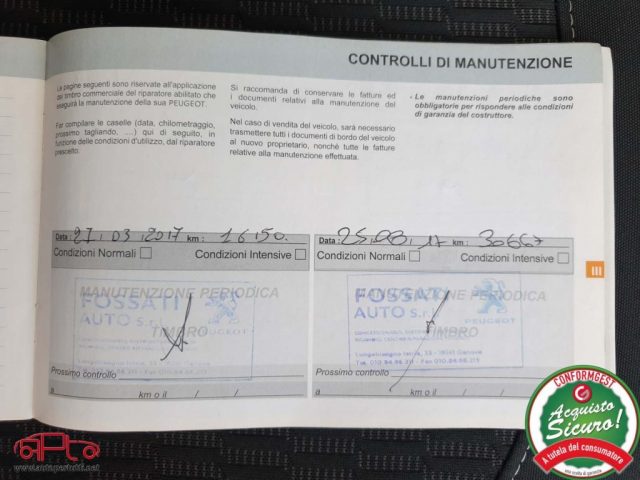 CONTROLLI DI MANUTENZIONE
Le pagine seguenti sono riservate all'applicazione
del timbro commerciale del riparatore abilitato che
eseguirà la manutenzione della sua PEUGEOT.
Per compilare le caselle (data, chilometraggio,
prossimo tagliando, ....) qui di seguito, in
funzione delle condizioni d'utilizzo, dal riparatore
prescelto.
Si raccomanda di conservare le fatture ed
i documenti relativi alla manutenzione del
veicolo.
Nel caso di vendita del veicolo, sarà necessario
trasmettere tutti i documenti di bordo del veicolo
al nuovo proprietario, nonché tutte le fatture
relative alla manutenzione effettuata.
- Le manutenzioni periodiche sono
obbligatorie per rispondere alle condizioni
di garanzia del costruttore.
Data : 27 / 03 / 2017 km : 16150.
Condizioni Normali Condizioni Intensive
MANUTENZIONE PERIODICA
FOSSATI
AUTO s.r.l.
PEUGEOT
TIMBRO
Prossimo controllo
a km o il / /
Data : 25 / 08 / 17 km : 30667
Condizioni Normali Condizioni Intensive
MANUTENZIONE PERIODICA
FOSSATI
AUTO s.r.l.
PEUGEOT
TIMBRO
Prossimo controllo
a km o il / /
III
CONFORMGEST
Acquisto
Sicuro!
A tutela del consumatore
www.autopertutti.net